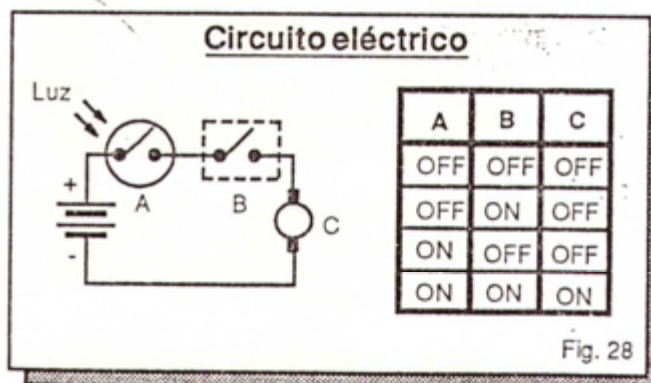 Circuito eléctrico
Luz
+
-
A
B
C
A B C
OFF OFF OFF
OFF ON OFF
ON OFF OFF
ON ON ON
Fig. 28